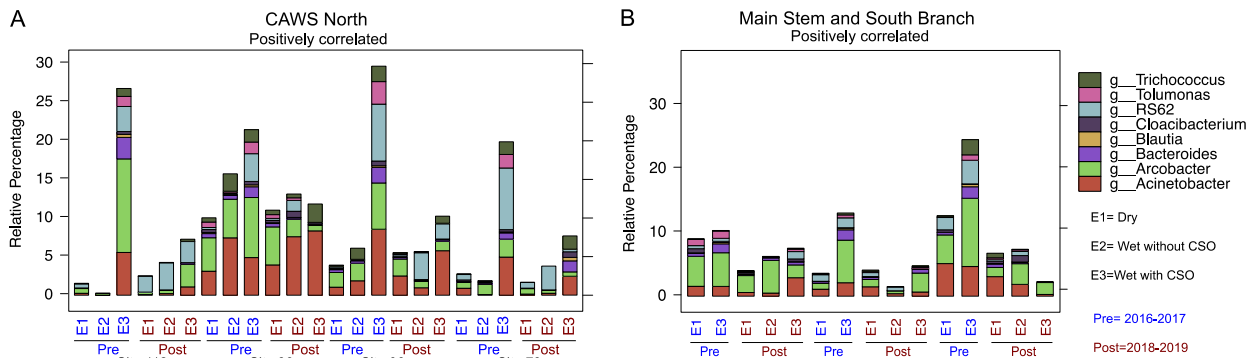 A
CAWS North
Positively correlated
Relative Percentage
30
25
20
15
10
5
0
E1 E2 E3 E1 E2 E3 E1 E2 E3 E1 E2 E3 E1 E2 E3 E1 E2 E3 E1 E2 E3 E1 E2 E3
Pre Post Pre Post Pre Post Pre Post
B
Main Stem and South Branch
Positively correlated
Relative Percentage
30
20
10
0
E1 E3 E1 E2 E3 E1 E3 E1 E2 E3 E1 E3 E1 E2 E3
Pre Post Pre Post Pre Post
g__Trichococcus
g__Tolumonas
g__RS62
g__Cloacibacterium
g__Blautia
g__Bacteroides
g__Arcobacter
g__Acinetobacter
E1= Dry
E2= Wet without CSO
E3=Wet with CSO
Pre= 2016-2017
Post=2018-2019